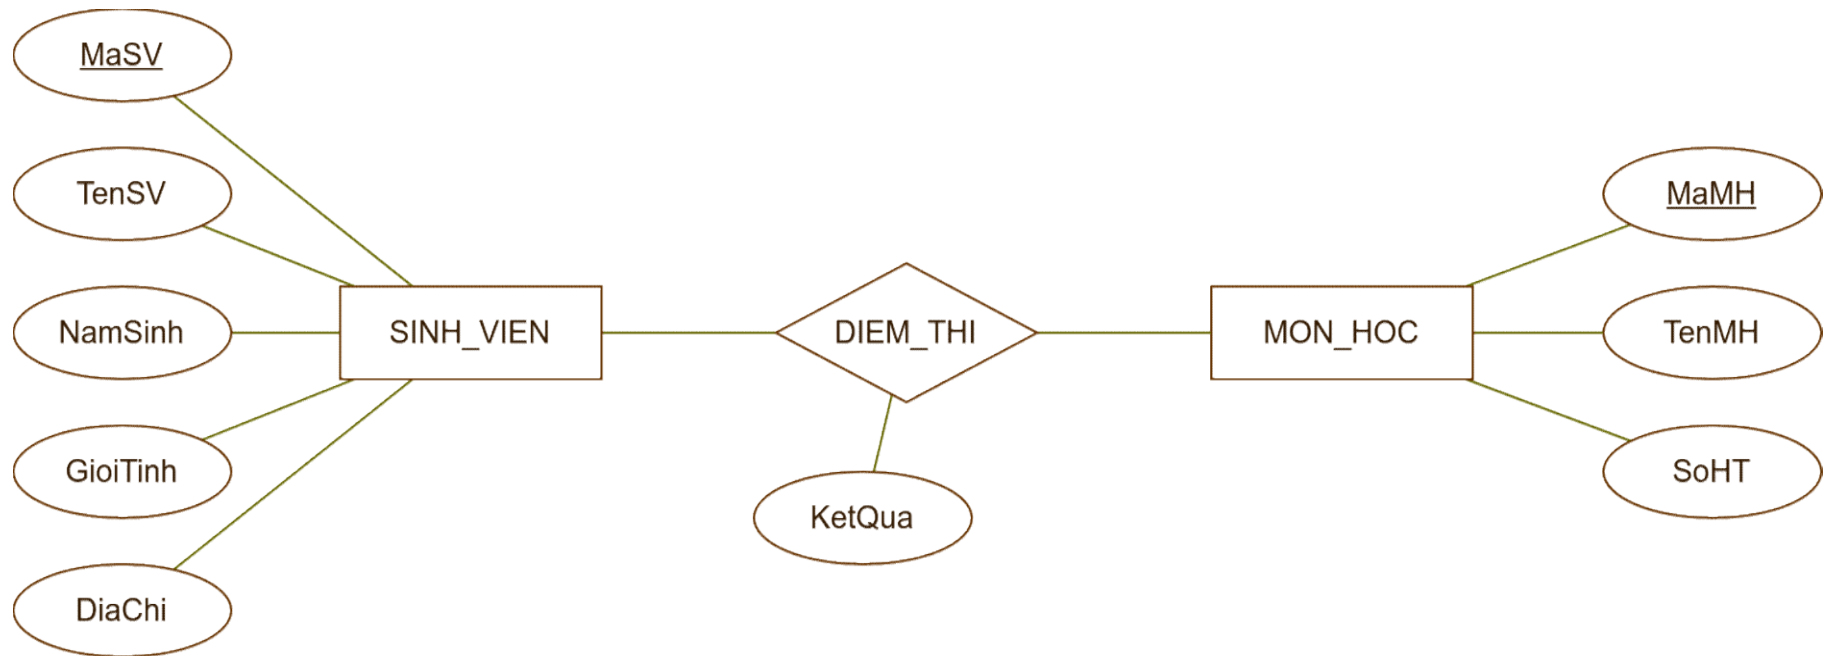 MaSV
TenSV
NamSinh
GioiTinh
DiaChi
SINH_VIEN
DIEM_THI
KetQua
MON_HOC
MaMH
TenMH
SoHT